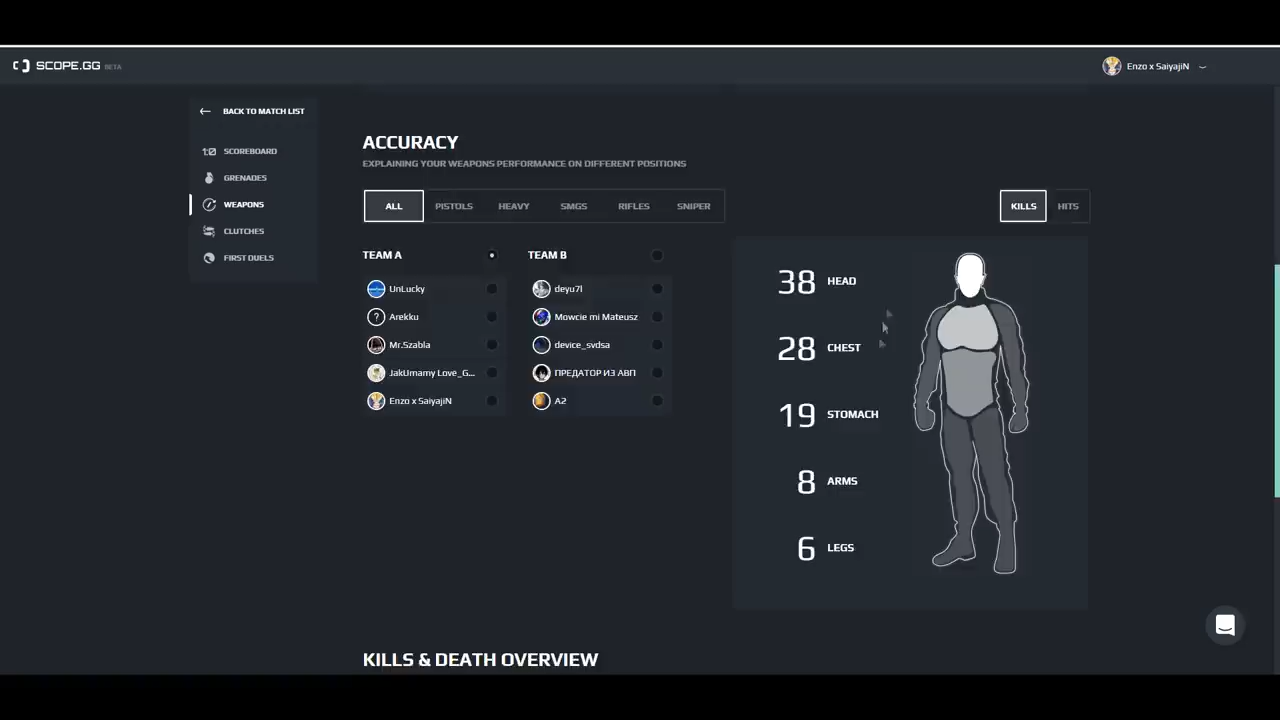 SCOPE.GG BETA
Enzo x SaiyajiN
BACK TO MATCH LIST
SCOREBOARD
GRENADES
WEAPONS
CLUTCHES
FIRST DUELS
ACCURACY
EXPLAINING YOUR WEAPONS PERFORMANCE ON DIFFERENT POSITIONS
ALL PISTOLS HEAVY SMGS RIFLES SNIPER
KILLS HITS
TEAM A
UnLucky
Arekku
Mr.Szabla
JakUmamy Love_G...
Enzo x SaiyajiN
TEAM B
deyu7l
Mowcie mi Mateusz
device_svdsa
ПРЕДАТОР ИЗ АВП
A2
38 HEAD
28 CHEST
19 STOMACH
8 ARMS
6 LEGS
KILLS & DEATH OVERVIEW